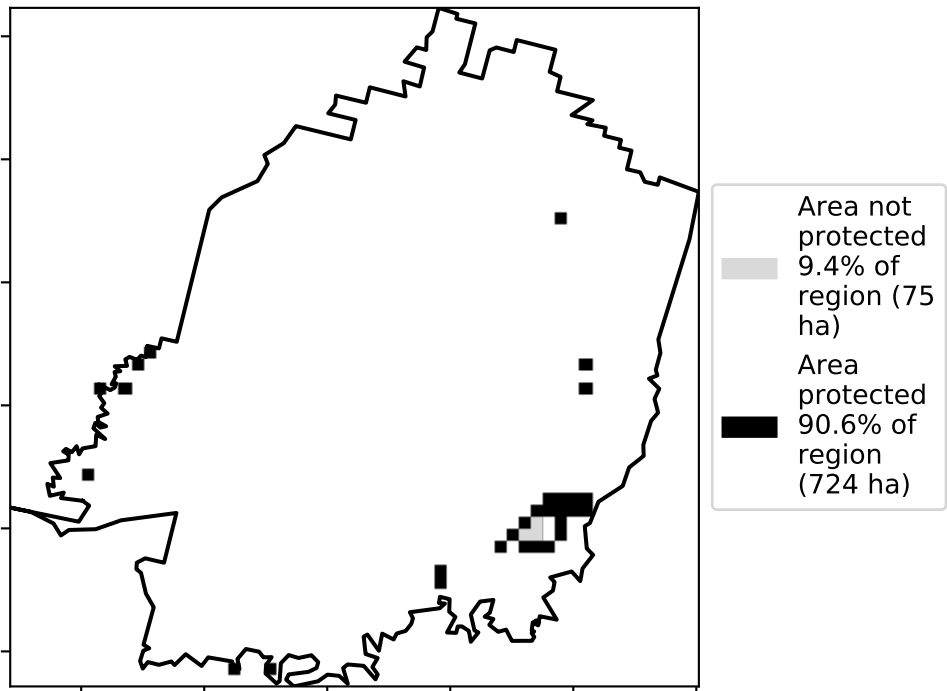 Area not
protected
9.4% of
region (75
ha)
Area
protected
90.6% of
region
(724 ha)